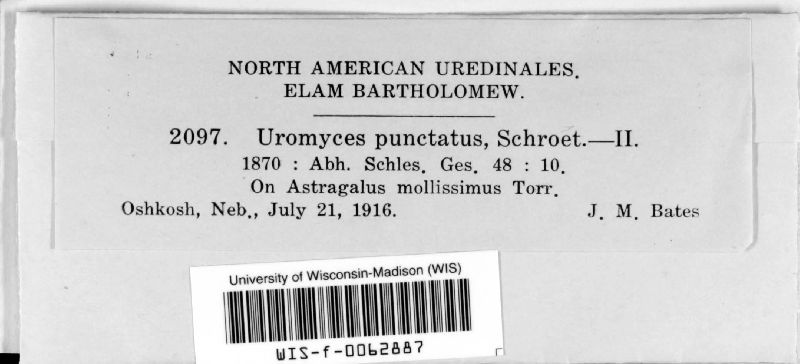 NORTH AMERICAN UREDINALES.
ELAM BARTHOLOMEW.
2097. Uromyces punctatus, Schroet.—II.
1870 : Abh. Schles. Ges. 48 : 10.
On Astragalus mollissimus Torr.
Oshkosh, Neb., July 21, 1916. J. M. Bates
University of Wisconsin-Madison (WIS)
WIS-f-0062887